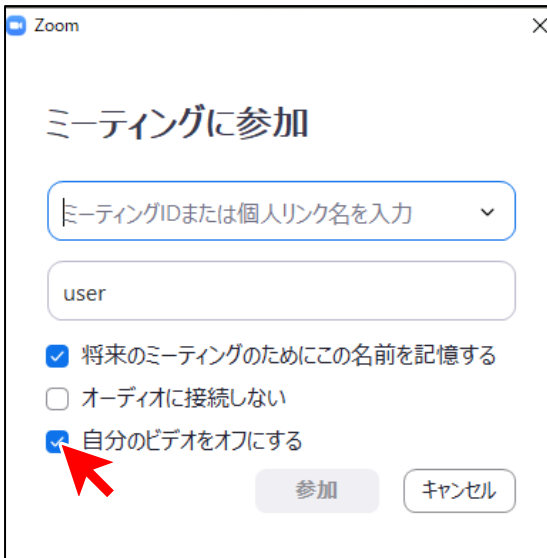 Zoom
ミーティングに参加
ミーティングIDまたは個人リンク名を入力
user
将来のミーティングのためにこの名前を記憶する
オーディオに接続しない
自分のビデオをオフにする
参加
キャンセル